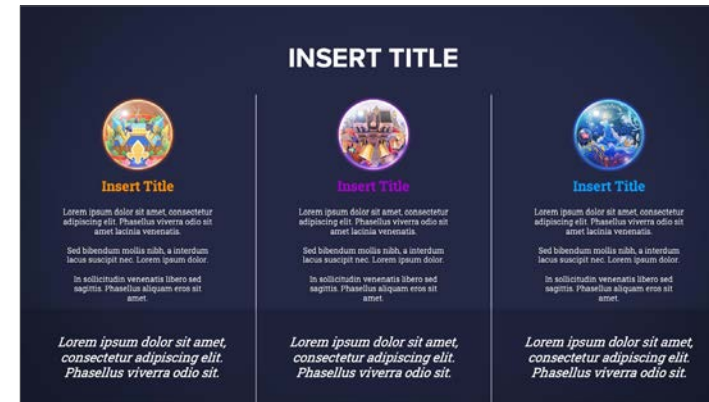 INSERT TITLE
Insert Title
Lorem ipsum dolor sit amet, consectetur
adipiscing elit. Phasellus viverra odio sit
amet lacinia venenatis.
Sed bibendum mollis nibh, a interdum
lacus suscipit nec. Lorem ipsum dolor.
In sollicitudin venenatis libero sed
sagittis. Phasellus aliquam eros sit
amet.
Lorem ipsum dolor sit amet,
consectetur adipiscing elit.
Phasellus viverra odio sit.
Insert Title
Lorem ipsum dolor sit amet, consectetur
adipiscing elit. Phasellus viverra odio sit
amet lacinia venenatis.
Sed bibendum mollis nibh, a interdum
lacus suscipit nec. Lorem ipsum dolor.
In sollicitudin venenatis libero sed
sagittis. Phasellus aliquam eros sit
amet.
Lorem ipsum dolor sit amet,
consectetur adipiscing elit.
Phasellus viverra odio sit.
Insert Title
Lorem ipsum dolor sit amet, consectetur
adipiscing elit. Phasellus viverra odio sit
amet lacinia venenatis.
Sed bibendum mollis nibh, a interdum
lacus suscipit nec. Lorem ipsum dolor.
In sollicitudin venenatis libero sed
sagittis. Phasellus aliquam eros sit
amet.
Lorem ipsum dolor sit amet,
consectetur adipiscing elit.
Phasellus viverra odio sit.